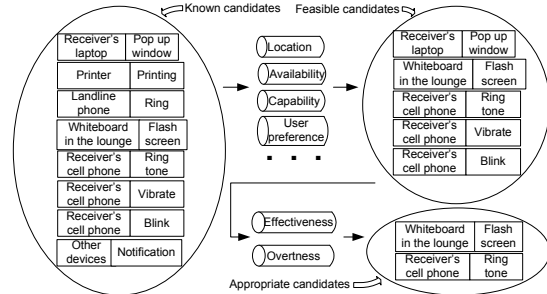 Known candidates
Feasible candidates
Receiver's laptop
Pop up window
Printer
Printing
Landline phone
Ring
Whiteboard in the lounge
Flash screen
Receiver's cell phone
Ring tone
Receiver's cell phone
Vibrate
Receiver's cell phone
Blink
Other devices
Notification
Location
Availability
Capability
User preference
. . .
Receiver's laptop
Pop up window
Whiteboard in the lounge
Flash screen
Receiver's cell phone
Ring tone
Receiver's cell phone
Vibrate
Receiver's cell phone
Blink
Effectiveness
Overtness
Whiteboard in the lounge
Flash screen
Receiver's cell phone
Ring tone
Appropriate candidates